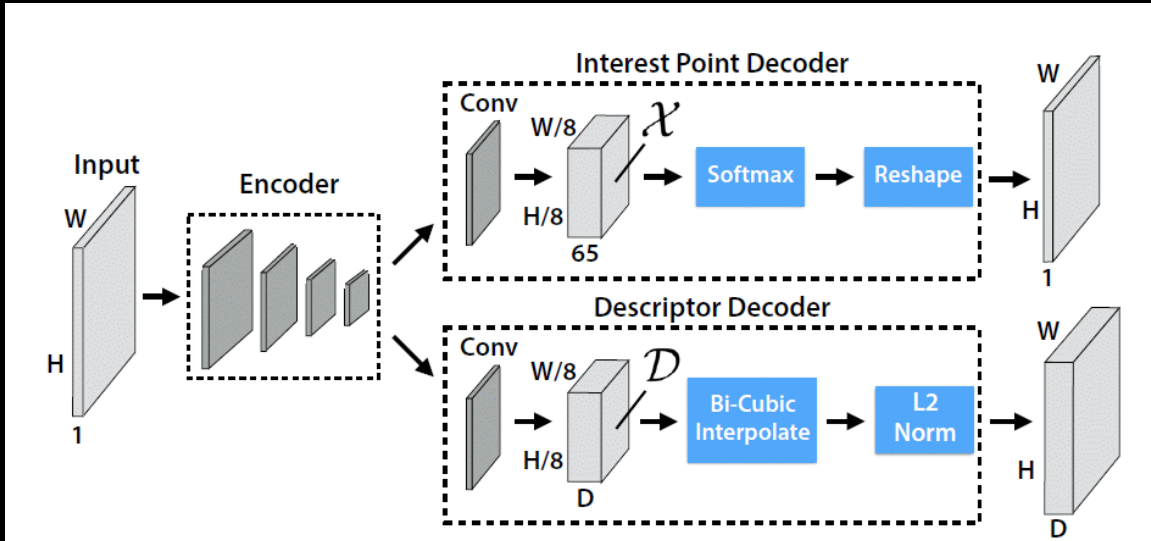 Input
W
H
1
Encoder
Interest Point Decoder
Conv
W/8
H/8
65
𝒳
Softmax
Reshape
W
H
1
Descriptor Decoder
Conv
W/8
H/8
D
𝒟
Bi-Cubic
Interpolate
L2
Norm
W
H
D